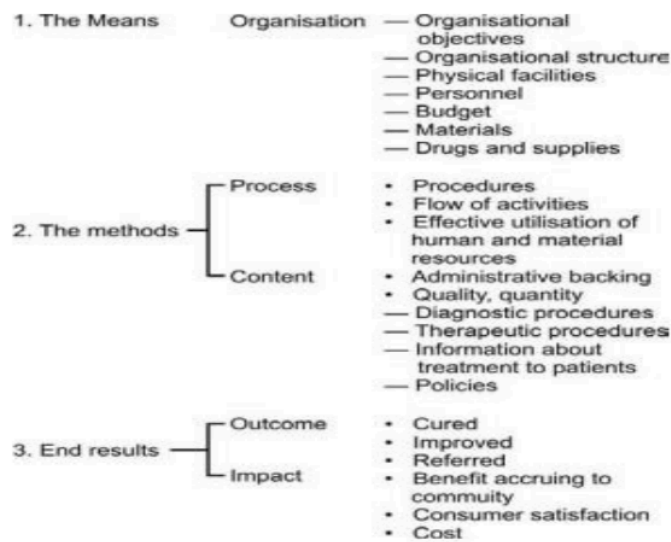 1. The Means Organisation — Organisational
objectives
— Organisational structure
— Physical facilities
— Personnel
— Budget
— Materials
— Drugs and supplies
Process • Procedures
• Flow of activities
2. The methods • Effective utilisation of
human and material
resources
Content • Administrative backing
• Quality, quantity
— Diagnostic procedures
— Therapeutic procedures
— Information about
treatment to patients
— Policies
Outcome • Cured
3. End results • Improved
• Referred
Impact • Benefit accruing to
commuity
• Consumer satisfaction
• Cost